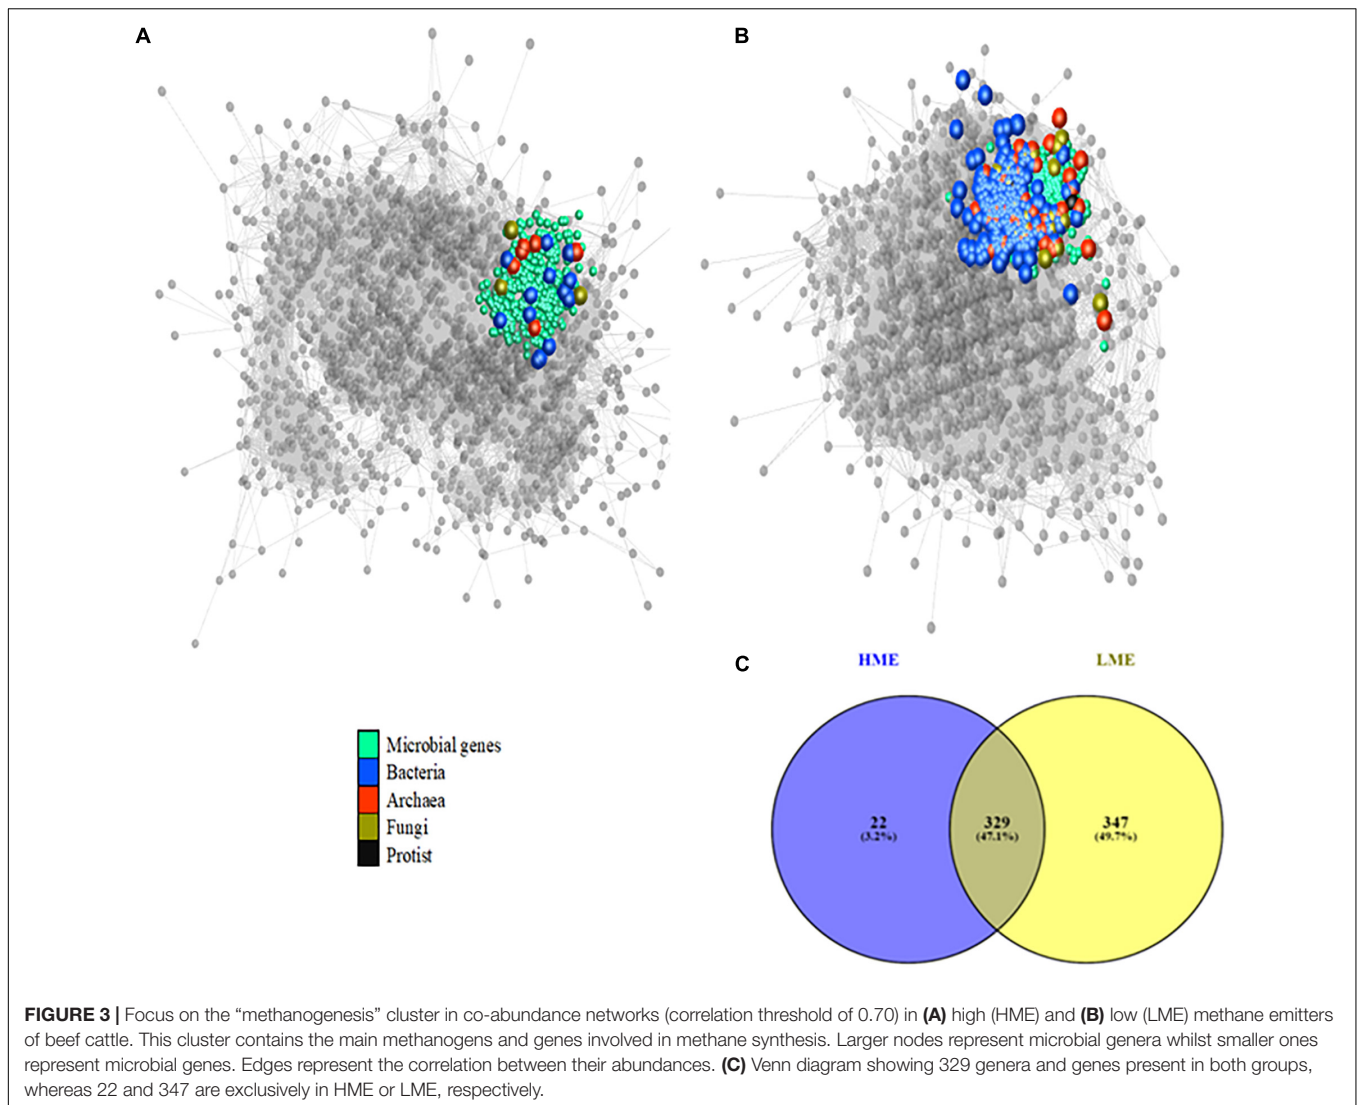 A
B
C
HME
LME
22
(3.2%)
329
(47.1%)
347
(49.7%)
Microbial genes
Bacteria
Archaea
Fungi
Protist
FIGURE 3 | Focus on the “methanogenesis” cluster in co-abundance networks (correlation threshold of 0.70) in (A) high (HME) and (B) low (LME) methane emitters
of beef cattle. This cluster contains the main methanogens and genes involved in methane synthesis. Larger nodes represent microbial genera whilst smaller ones
represent microbial genes. Edges represent the correlation between their abundances. (C) Venn diagram showing 329 genera and genes present in both groups,
whereas 22 and 347 are exclusively in HME or LME, respectively.